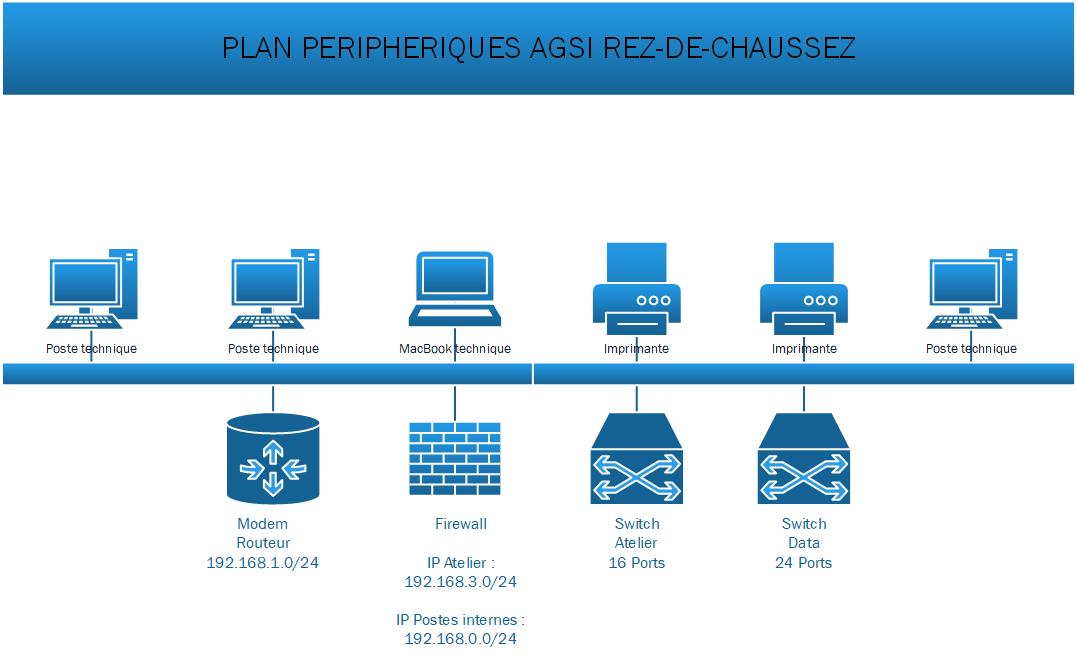 PLAN PERIPHERIQUES AGSI REZ-DE-CHAUSSEZ
Poste technique
Poste technique
MacBook technique
Imprimante
Imprimante
Poste technique
Modem
Routeur
192.168.1.0/24
Firewall
IP Atelier :
192.168.3.0/24
IP Postes internes :
192.168.0.0/24
Switch
Atelier
16 Ports
Switch
Data
24 Ports